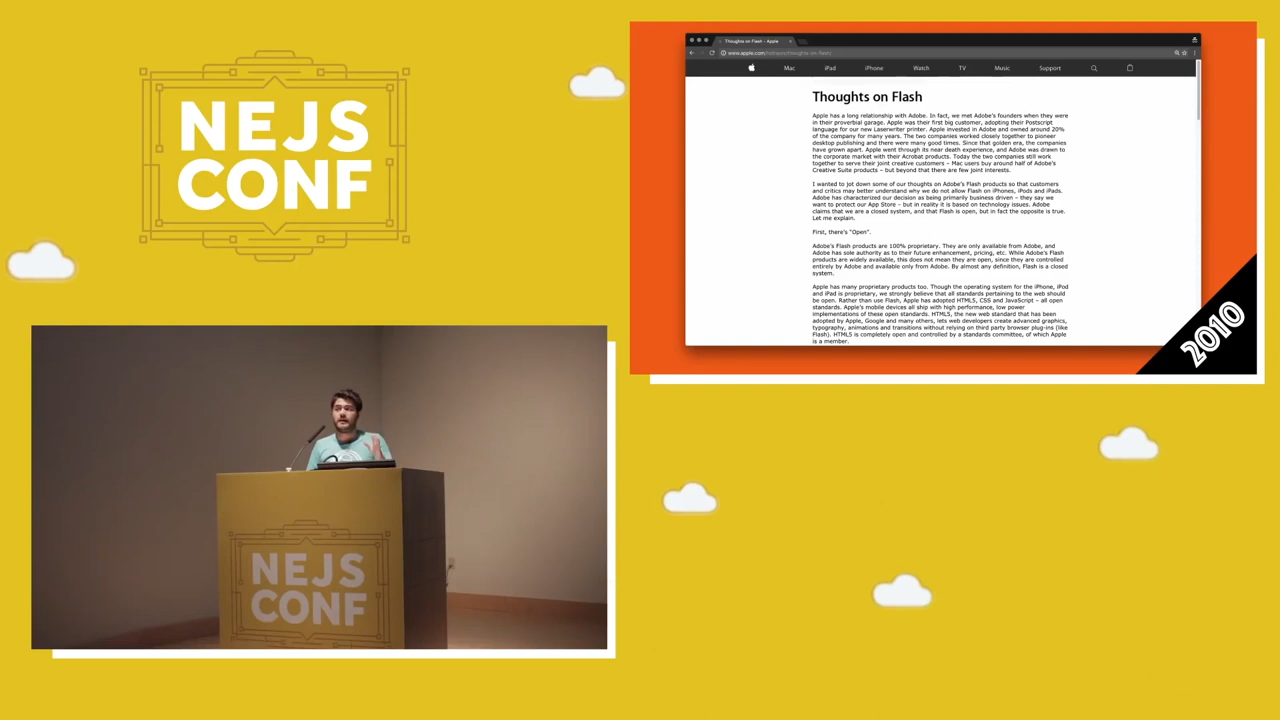 NEJS
CONF
Thoughts on Flash - Apple
www.apple.com/hotnews/thoughts-on-flash/
Mac iPad iPhone Watch TV Music Support
Thoughts on Flash
Apple has a long relationship with Adobe. In fact, we met Adobe's founders when they were
in their proverbial garage. Apple was their first big customer, adopting their Postscript
language for our new Laserwriter printer. Apple invested in Adobe and owned around 20%
of the company for many years. The two companies worked closely together to pioneer
desktop publishing and there were many good times. Since that golden era, the companies
have grown apart. Apple went through its near death experience, and Adobe was drawn to
the corporate market with their Acrobat products. Today the two companies still work
together to serve their joint creative customers – Mac users buy around half of Adobe's
Creative Suite products – but beyond that there are few joint interests.
I wanted to jot down some of our thoughts on Adobe's Flash products so that customers
and critics may better understand why we do not allow Flash on iPhones, iPods and iPads.
Adobe has characterized our decision as being primarily business driven – they say we
want to protect our App Store – but in reality it is based on technology issues. Adobe
claims that we are a closed system, and that Flash is open, but in fact the opposite is true.
Let me explain.
First, there's "Open".
Adobe's Flash products are 100% proprietary. They are only available from Adobe, and
Adobe has sole authority as to their future enhancement, pricing, etc. While Adobe's Flash
products are widely available, this does not mean they are open, since they are controlled
entirely by Adobe and available only from Adobe. By almost any definition, Flash is a closed
system.
Apple has many proprietary products too. Though the operating system for the iPhone, iPod
and iPad is proprietary, we strongly believe that all standards pertaining to the web should
be open. Rather than use Flash, Apple has adopted HTML5, CSS and JavaScript – all open
standards. Apple's mobile devices all ship with high performance, low power
implementations of these open standards. HTML5, the new web standard that has been
adopted by Apple, Google and many others, lets web developers create advanced graphics,
typography, animations and transitions without relying on third party browser plug-ins (like
Flash). HTML5 is completely open and controlled by a standards committee, of which Apple
is a member.
2010
NEJS
CONF